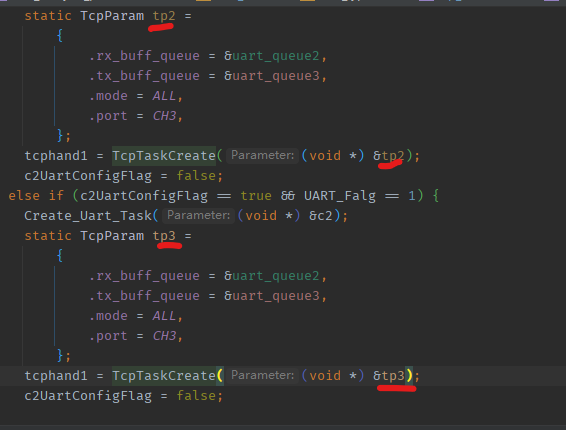 static TcpParam tp2 =
{
.rx_buff_queue = &uart_queue2,
.tx_buff_queue = &uart_queue3,
.mode = ALL,
.port = CH3,
};
tcphand1 = TcpTaskCreate( Parameter: (void *) &tp2);
c2UartConfigFlag = false;
else if (c2UartConfigFlag == true && UART_Falg == 1) {
Create_Uart_Task( Parameter: (void *) &c2);
static TcpParam tp3 =
{
.rx_buff_queue = &uart_queue2,
.tx_buff_queue = &uart_queue3,
.mode = ALL,
.port = CH3,
};
tcphand1 = TcpTaskCreate( Parameter: (void *) &tp3);
c2UartConfigFlag = false;